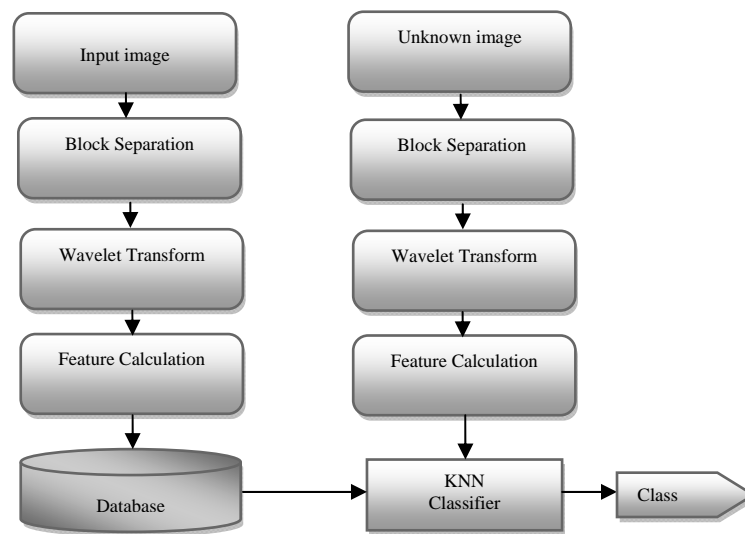 Input image
Block Separation
Wavelet Transform
Feature Calculation
Database
Unknown image
Block Separation
Wavelet Transform
Feature Calculation
KNN
Classifier
Class